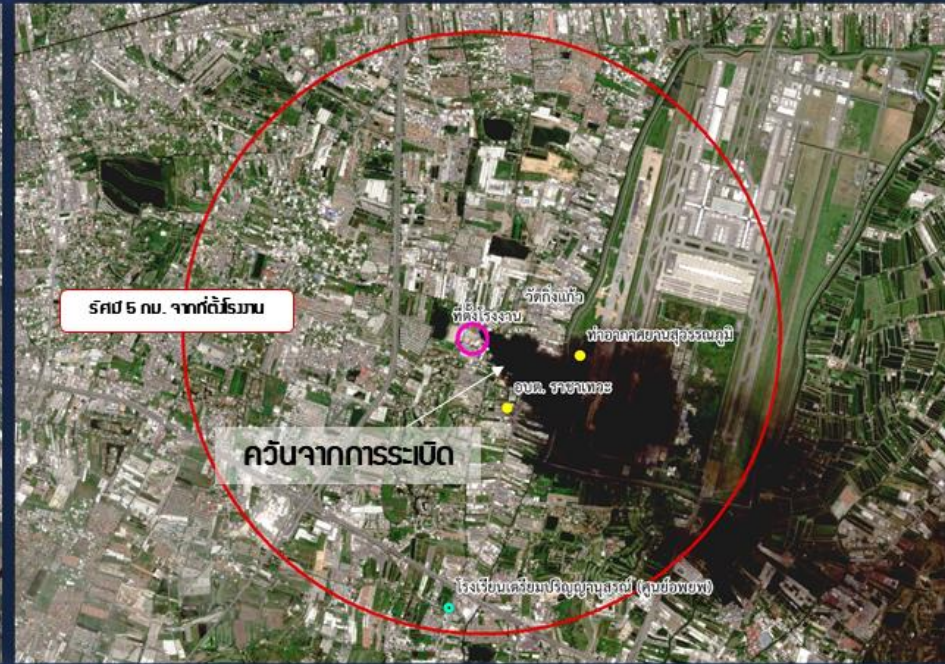 รัศมี 5 กม. จากที่ตั้งโรงงาน
วัดกิ่งแก้ว
ที่ตั้งโรงงาน
ท่าอากาศยานสุวรรณภูมิ
อบต. ราชาเทวะ
ควันจากการระเบิด
โรงเรียนเตรียมปริญญานุสรณ์ (ศูนย์อพยพ)